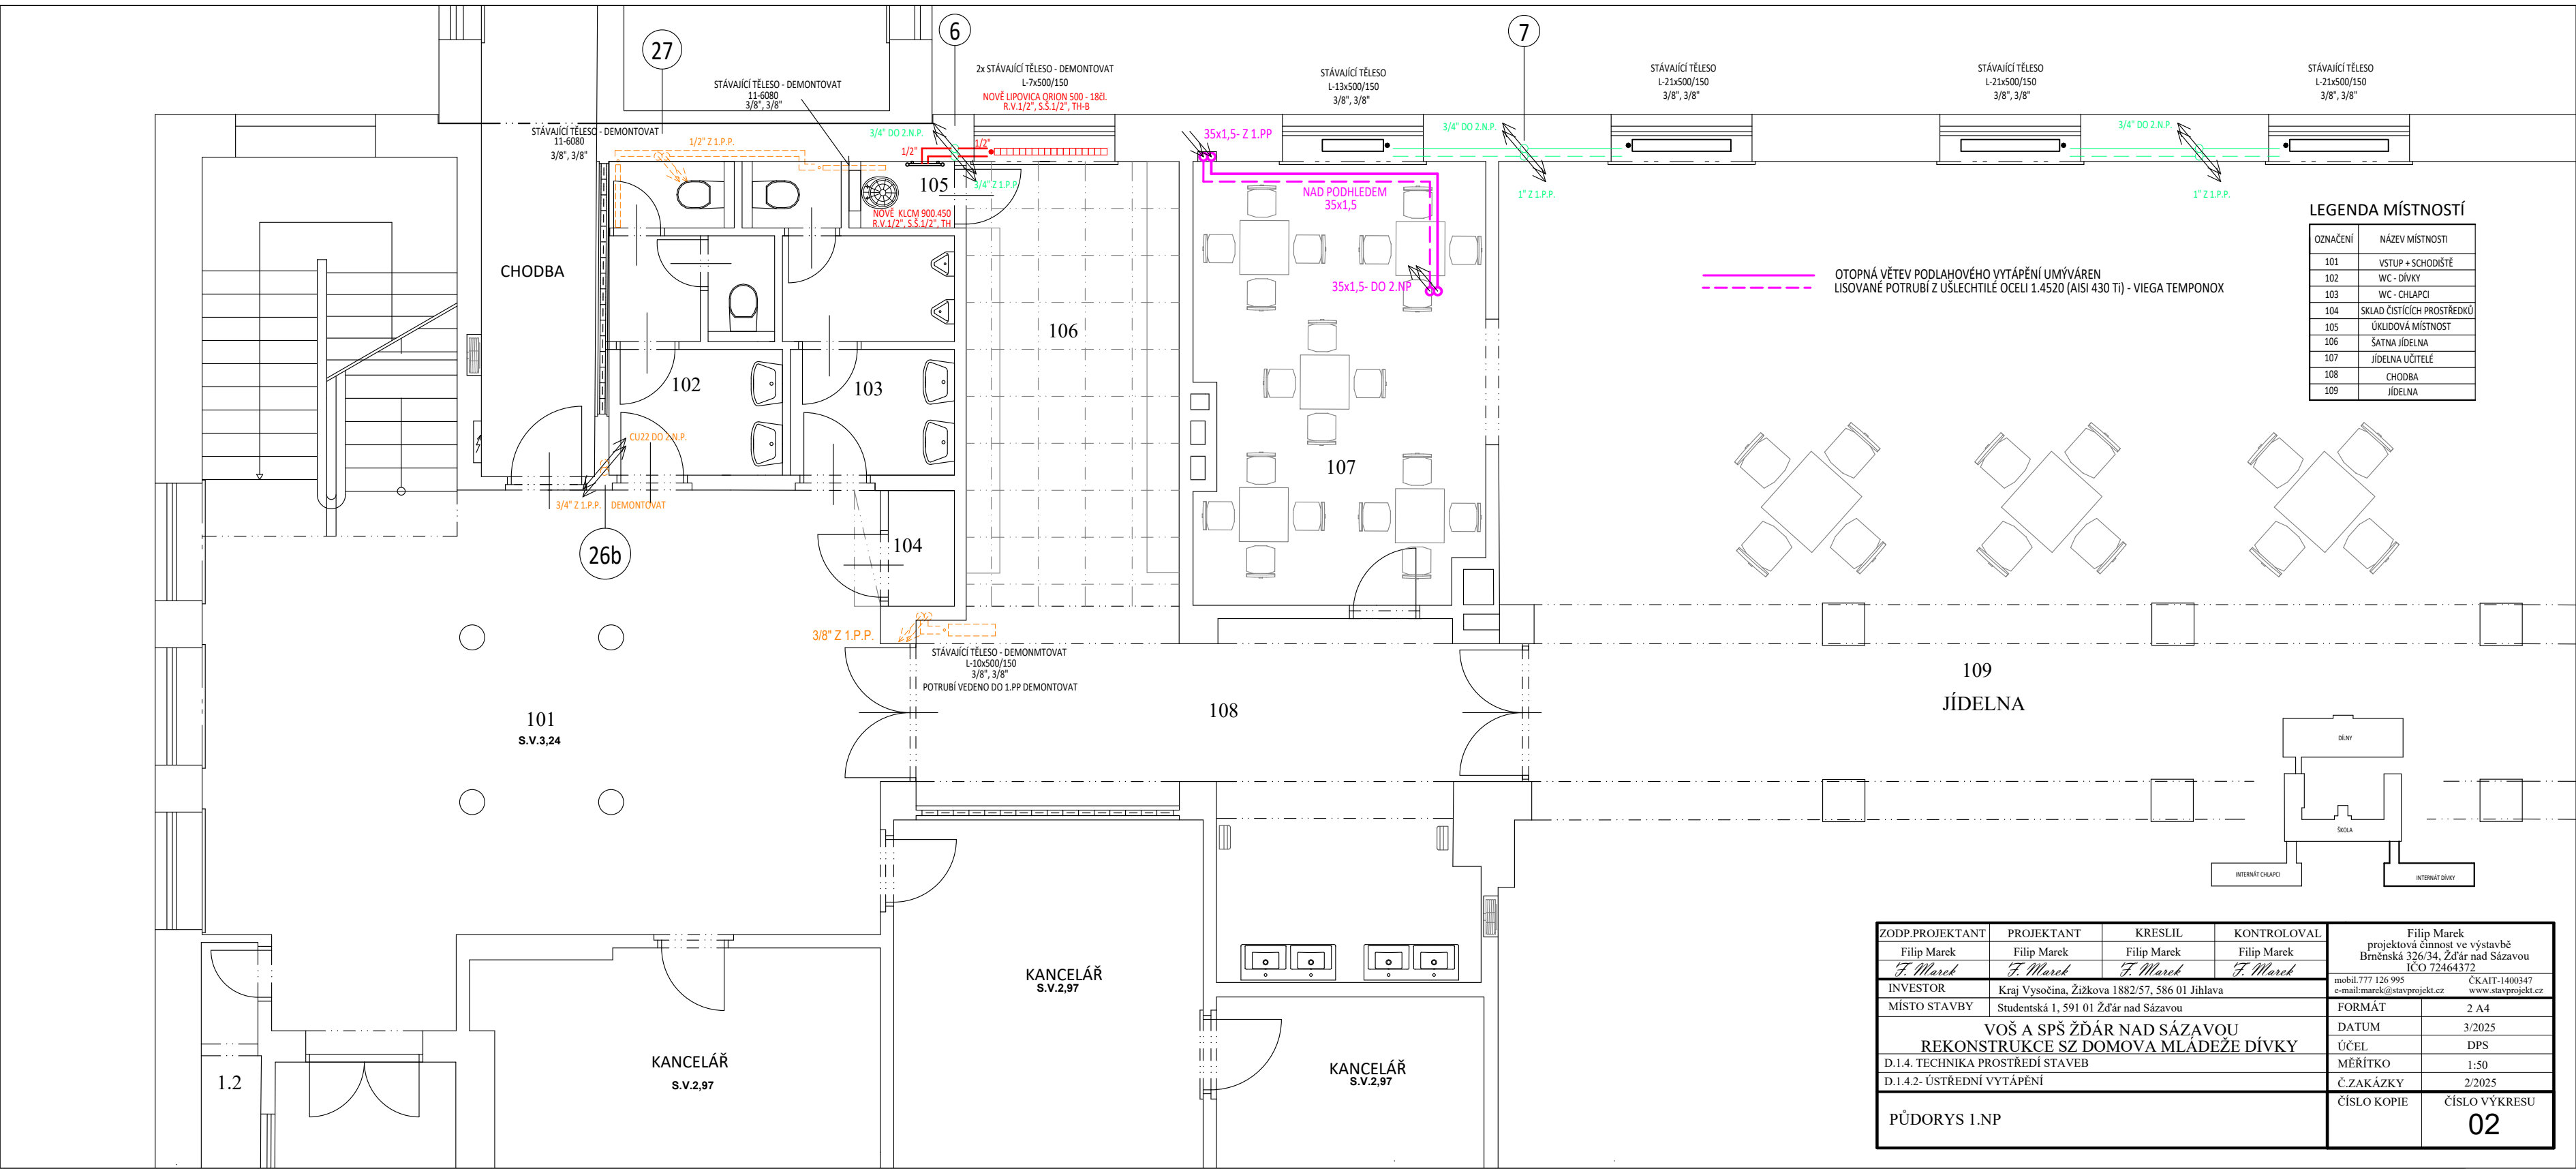 27
6
7
STÁVAJÍCÍ TĚLESO - DEMONTOVAT
11-6080
3/8", 3/8"
2x STÁVAJÍCÍ TĚLESO - DEMONTOVAT
L-7x500/150
NOVĚ LIPOVICA ORION 500 - 18čl.
R.V.1/2", S.Š.1/2", TH-B
STÁVAJÍCÍ TĚLESO
L-13x500/150
3/8", 3/8"
STÁVAJÍCÍ TĚLESO
L-21x500/150
3/8", 3/8"
STÁVAJÍCÍ TĚLESO
L-21x500/150
3/8", 3/8"
STÁVAJÍCÍ TĚLESO
L-21x500/150
3/8", 3/8"
STÁVAJÍCÍ TĚLESO - DEMONTOVAT
11-6080
3/8", 3/8"
1/2" Z 1.P.P.
3/4" DO 2.N.P.
1/2"
1/2"
3/4" Z 1.P.P.
35x1,5- Z 1.PP
3/4" DO 2.N.P.
1" Z 1.P.P.
3/4" DO 2.N.P.
1" Z 1.P.P.
105
NOVĚ KLCM 900.450
R.V.1/2", S.Š.1/2", TH
NAD PODHLEDEM
35x1,5
35x1,5- DO 2.NP
CHODBA
106
102
103
107
CU22 DO 2.N.P.
3/4" Z 1.P.P. DEMONTOVAT
26b
104
OTOPNÁ VĚTEV PODLAHOVÉHO VYTÁPĚNÍ UMÝVÁREN
LISOVANÉ POTRUBÍ Z UŠLECHTILÉ OCELI 1.4520 (AISI 430 Ti) - VIEGA TEMPONOX
LEGENDA MÍSTNOSTÍ
OZNAČENÍ NÁZEV MÍSTNOSTI
101 VSTUP + SCHODIŠTĚ
102 WC - DÍVKY
103 WC - CHLAPCI
104 SKLAD ČISTÍCÍCH PROSTŘEDKŮ
105 ÚKLIDOVÁ MÍSTNOST
106 ŠATNA JÍDELNA
107 JÍDELNA UČITELÉ
108 CHODBA
109 JÍDELNA
3/8" Z 1.P.P.
STÁVAJÍCÍ TĚLESO - DEMONMTOVAT
L-10x500/150
3/8", 3/8"
POTRUBÍ VEDENO DO 1.PP DEMONTOVAT
101
S.V.3,24
108
109
JÍDELNA
DÍLNY
ŠKOLA
INTERNÁT CHLAPCI
INTERNÁT DÍVKY
KANCELÁŘ
S.V.2,97
KANCELÁŘ
S.V.2,97
KANCELÁŘ
S.V.2,97
1.2
ZODP.PROJEKTANT PROJEKTANT KRESLIL KONTROLOVAL
Filip Marek Filip Marek Filip Marek Filip Marek
F. Marek F. Marek F. Marek F. Marek
Filip Marek
projektová činnost ve výstavbě
Brněnská 326/34, Žďár nad Sázavou
IČO 72464372
mobil.777 126 995 ČKAIT-1400347
e-mail:marek@stavprojekt.cz www.stavprojekt.cz
INVESTOR Kraj Vysočina, Žižkova 1882/57, 586 01 Jihlava
MÍSTO STAVBY Studentská 1, 591 01 Žďár nad Sázavou
VOŠ A SPŠ ŽĎÁR NAD SÁZAVOU
REKONSTRUKCE SZ DOMOVA MLÁDEŽE DÍVKY
D.1.4. TECHNIKA PROSTŘEDÍ STAVEB
D.1.4.2- ÚSTŘEDNÍ VYTÁPĚNÍ
PŮDORYS 1.NP
FORMÁT 2 A4
DATUM 3/2025
ÚČEL DPS
MĚŘÍTKO 1:50
Č.ZAKÁZKY 2/2025
ČÍSLO KOPIE ČÍSLO VÝKRESU
02